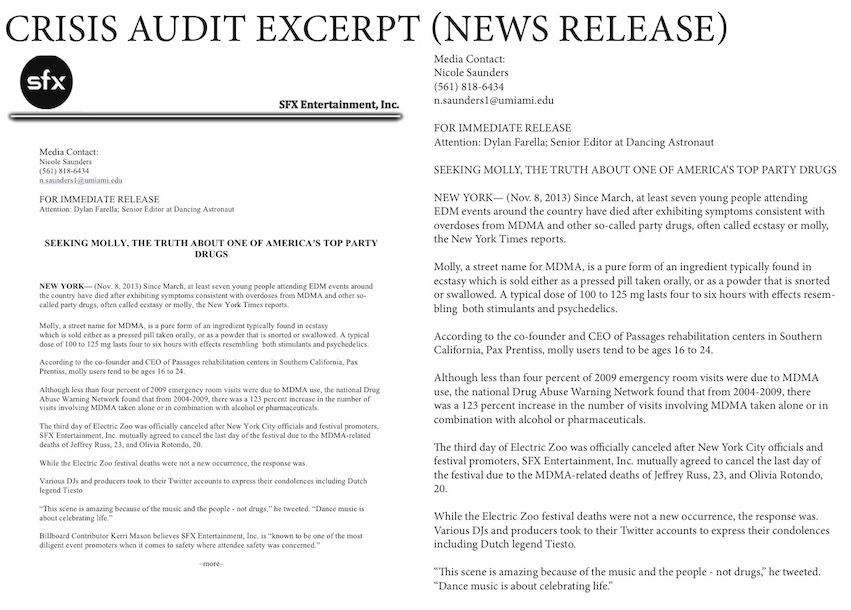 CRISIS AUDIT EXCERPT (NEWS RELEASE)
sfx
SFX Entertainment, Inc.
Media Contact:
Nicole Saunders
(561) 818-6434
n.saunders1@umiami.edu
FOR IMMEDIATE RELEASE
Attention: Dylan Farella; Senior Editor at Dancing Astronaut
SEEKING MOLLY, THE TRUTH ABOUT ONE OF AMERICA'S TOP PARTY
DRUGS
NEW YORK— (Nov. 8, 2013) Since March, at least seven young people attending EDM events around
the country have died after exhibiting symptoms consistent with overdoses from MDMA and other so-
called party drugs, often called ecstasy or molly, the New York Times reports.
Molly, a street name for MDMA, is a pure form of an ingredient typically found in ecstasy
which is sold either as a pressed pill taken orally, or as a powder that is snorted or swallowed. A typical
dose of 100 to 125 mg lasts four to six hours with effects resembling both stimulants and psychedelics.
According to the co-founder and CEO of Passages rehabilitation centers in Southern California, Pax
Prentiss, molly users tend to be ages 16 to 24.
Although less than four percent of 2009 emergency room visits were due to MDMA use, the national Drug
Abuse Warning Network found that from 2004-2009, there was a 123 percent increase in the number of
visits involving MDMA taken alone or in combination with alcohol or pharmaceuticals.
The third day of Electric Zoo was officially canceled after New York City officials and festival promoters,
SFX Entertainment, Inc. mutually agreed to cancel the last day of the festival due to the MDMA-related
deaths of Jeffrey Russ, 23, and Olivia Rotondo, 20.
While the Electric Zoo festival deaths were not a new occurrence, the response was.
Various DJs and producers took to their Twitter accounts to express their condolences including Dutch
legend Tiesto.
“This scene is amazing because of the music and the people - not drugs,” he tweeted. “Dance music is
about celebrating life.”
Billboard Contributor Kerri Mason believes SFX Entertainment, Inc. is “known to be one of the most
diligent event promoters when it comes to safety where attendee safety was concerned.”
–more–
Media Contact:
Nicole Saunders
(561) 818-6434
n.saunders1@umiami.edu
FOR IMMEDIATE RELEASE
Attention: Dylan Farella; Senior Editor at Dancing Astronaut
SEEKING MOLLY, THE TRUTH ABOUT ONE OF AMERICA'S TOP PARTY DRUGS
NEW YORK— (Nov. 8, 2013) Since March, at least seven young people attending
EDM events around the country have died after exhibiting symptoms consistent with
overdoses from MDMA and other so-called party drugs, often called ecstasy or molly,
the New York Times reports.
Molly, a street name for MDMA, is a pure form of an ingredient typically found in
ecstasy which is sold either as a pressed pill taken orally, or as a powder that is snorted
or swallowed. A typical dose of 100 to 125 mg lasts four to six hours with effects resem-
bling both stimulants and psychedelics.
According to the co-founder and CEO of Passages rehabilitation centers in Southern
California, Pax Prentiss, molly users tend to be ages 16 to 24.
Although less than four percent of 2009 emergency room visits were due to MDMA
use, the national Drug Abuse Warning Network found that from 2004-2009, there
was a 123 percent increase in the number of visits involving MDMA taken alone or in
combination with alcohol or pharmaceuticals.
The third day of Electric Zoo was officially canceled after New York City officials and
festival promoters, SFX Entertainment, Inc. mutually agreed to cancel the last day of
the festival due to the MDMA-related deaths of Jeffrey Russ, 23, and Olivia Rotondo,
20.
While the Electric Zoo festival deaths were not a new occurrence, the response was.
Various DJs and producers took to their Twitter accounts to express their condolences
including Dutch legend Tiesto.
“This scene is amazing because of the music and the people - not drugs,” he tweeted.
“Dance music is about celebrating life.”